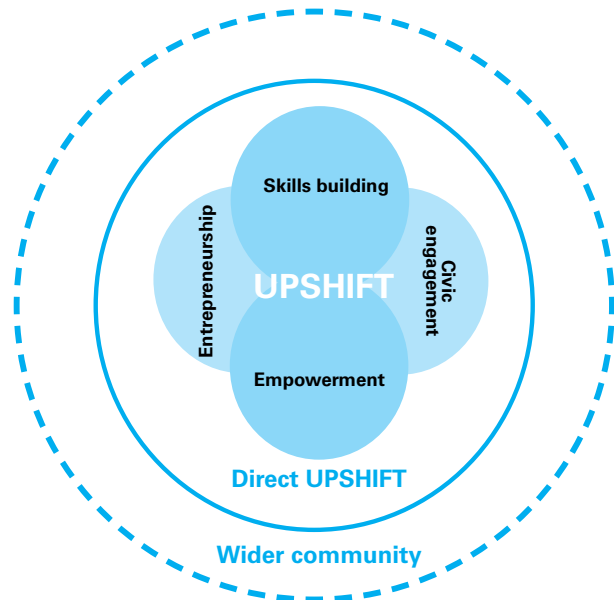 Skills building
Entrepreneurship
Civic
engagement
UPSHIFT
Empowerment
Direct UPSHIFT
Wider community